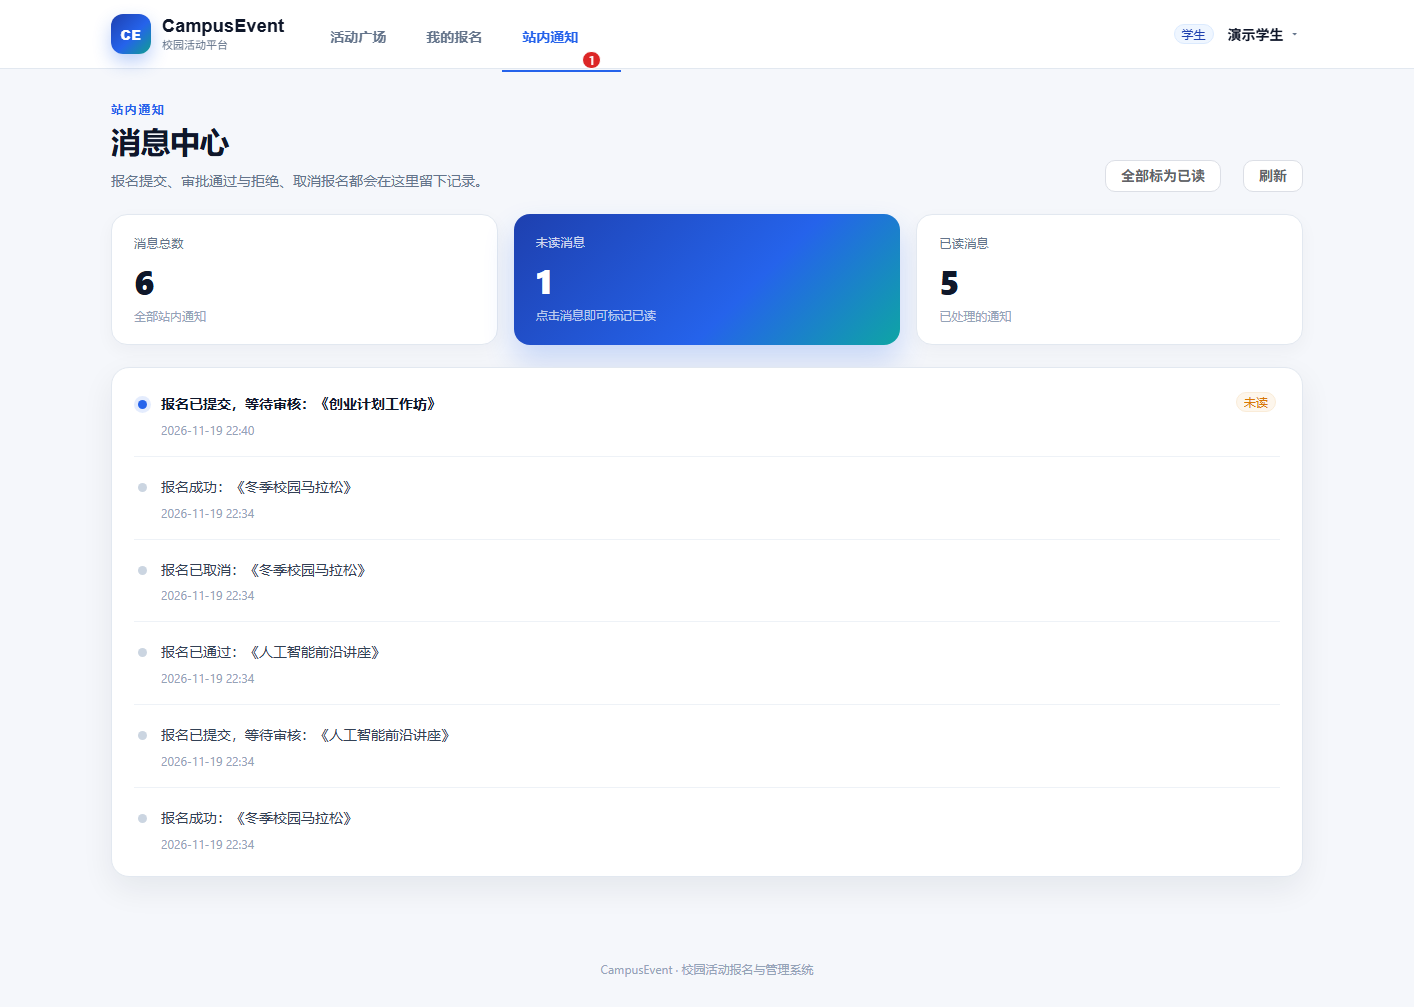 CE
CampusEvent
校园活动平台
活动广场
我的报名
站内通知
1
学生
演示学生
站内通知
消息中心
报名提交、审批通过与拒绝、取消报名都会在这里留下记录。
全部标为已读
刷新
消息总数
6
全部站内通知
未读消息
1
点击消息即可标记已读
已读消息
5
已处理的通知
报名已提交，等待审核：《创业计划工作坊》
未读
2026-11-19 22:40
报名成功：《冬季校园马拉松》
2026-11-19 22:34
报名已取消：《冬季校园马拉松》
2026-11-19 22:34
报名已通过：《人工智能前沿讲座》
2026-11-19 22:34
报名已提交，等待审核：《人工智能前沿讲座》
2026-11-19 22:34
报名成功：《冬季校园马拉松》
2026-11-19 22:34
CampusEvent · 校园活动报名与管理系统